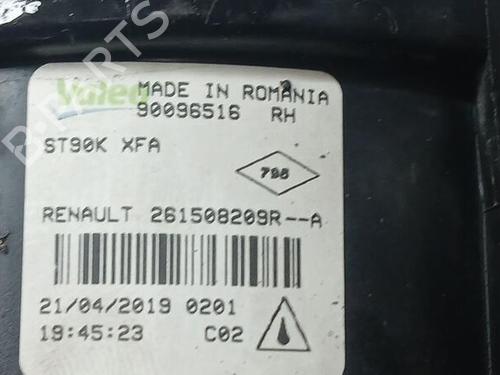 B-PARTS
Valeo MADE IN ROMANIA
90096516 RH
ST90K XFA
798
RENAULT 261508209R--A
21/04/2019 0201
19:45:23 C02